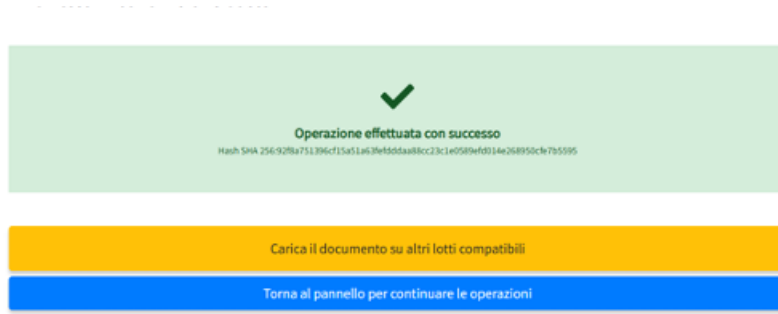 Operazione effettuata con successo
Hash SHA 256:92f8a751396cf15a51a63fefdddaa88cc23c1e0589efd014e268950cfe7b5595
Carica il documento su altri lotti compatibili
Torna al pannello per continuare le operazioni